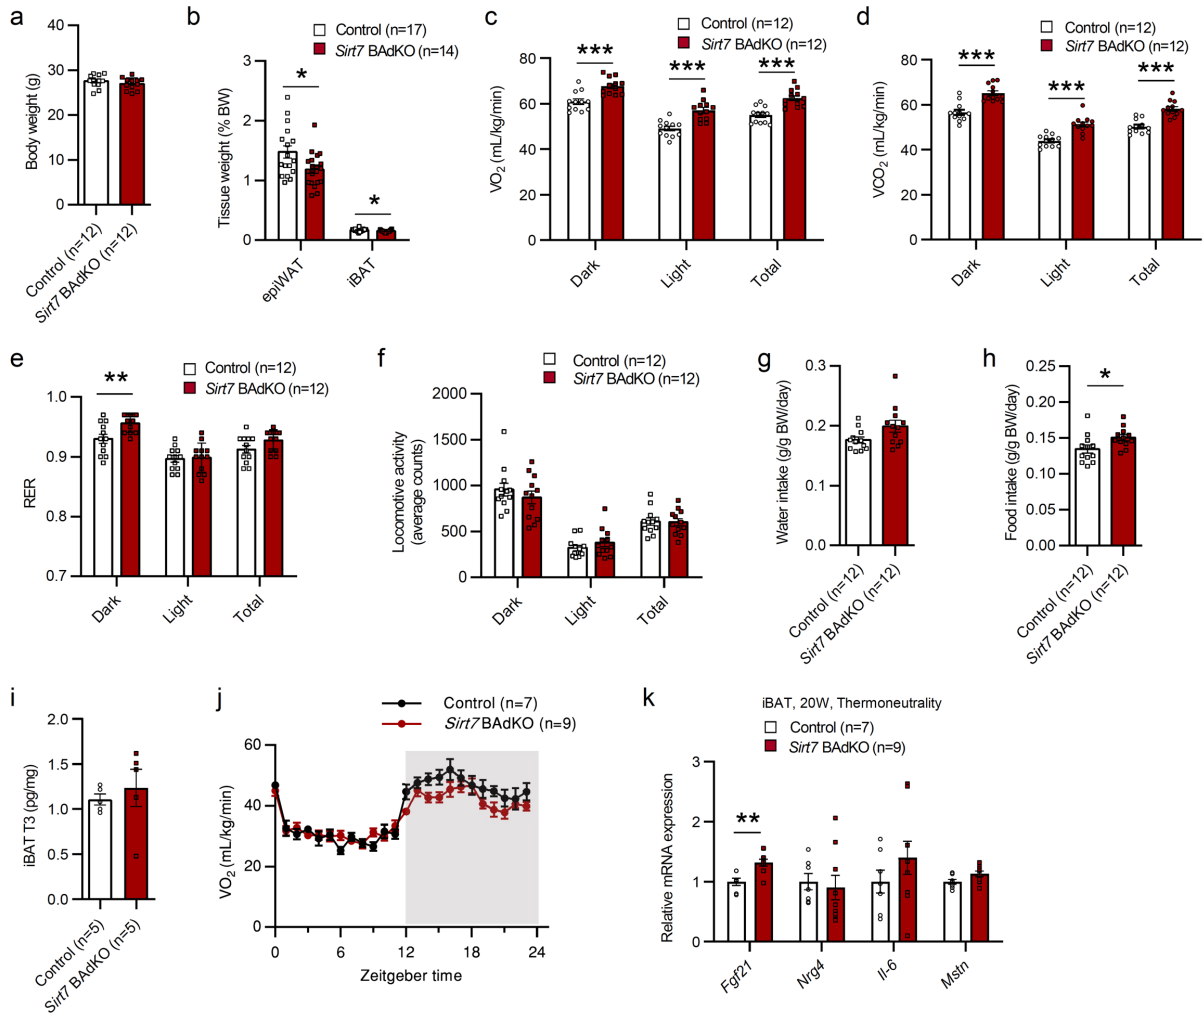 a
Body weight (g)
40
30
20
10
0
Control (n=12)
Sirt7 BAdKO (n=12)
b
Control (n=17)
Sirt7 BAdKO (n=14)
Tissue weight (% BW)
3
2
1
0
*
*
epiWAT
iBAT
c
Control (n=12)
Sirt7 BAdKO (n=12)
VO2 (mL/kg/min)
80
60
40
20
0
***
***
***
Dark
Light
Total
d
Control (n=12)
Sirt7 BAdKO (n=12)
VCO2 (mL/kg/min)
80
60
40
20
0
***
***
***
Dark
Light
Total
e
Control (n=12)
Sirt7 BAdKO (n=12)
RER
1.0
0.9
0.8
0.7
**
Dark
Light
Total
f
Control (n=12)
Sirt7 BAdKO (n=12)
Locomotive activity
(average counts)
2000
1500
1000
500
0
Dark
Light
Total
g
Water intake (g/g BW/day)
0.3
0.2
0.1
0.0
Control (n=12)
Sirt7 BAdKO (n=12)
h
Food intake (g/g BW/day)
0.25
0.20
0.15
0.10
0.05
0.00
*
Control (n=12)
Sirt7 BAdKO (n=12)
i
iBAT T3 (pg/mg)
2.0
1.5
1.0
0.5
0.0
Control (n=5)
Sirt7 BAdKO (n=5)
j
Control (n=7)
Sirt7 BAdKO (n=9)
VO2 (mL/kg/min)
60
40
20
0
0
6
12
18
24
Zeitgeber time
k
iBAT, 20W, Thermoneutrality
Control (n=7)
Sirt7 BAdKO (n=9)
Relative mRNA expression
3
2
1
0
**
Fgf21
Nrg4
Il-6
Mstn